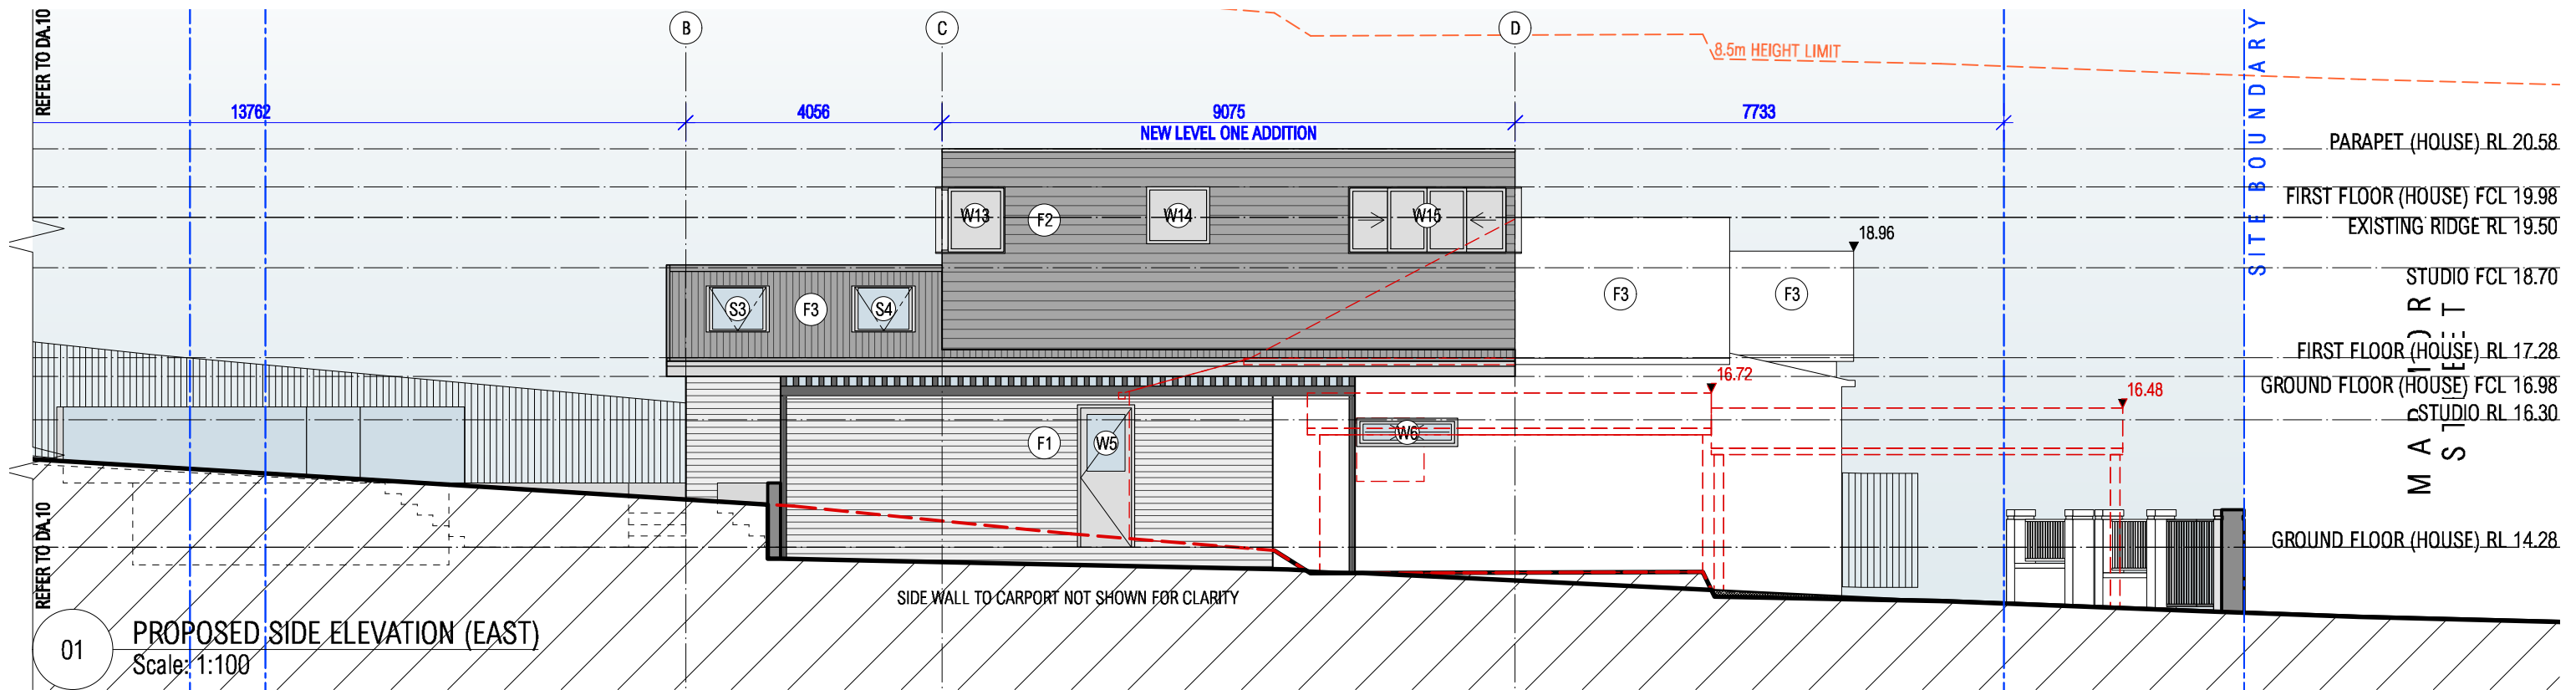 REFER TO DA.10
B
C
D
8.5m HEIGHT LIMIT
SITE BOUNDARY
13762
4056
9075
7733
NEW LEVEL ONE ADDITION
PARAPET (HOUSE) RL 20.58
FIRST FLOOR (HOUSE) FCL 19.98
EXISTING RIDGE RL 19.50
STUDIO FCL 18.70
FIRST FLOOR (HOUSE) RL 17.28
GROUND FLOOR (HOUSE) FCL 16.98
STUDIO RL 16.30
GROUND FLOOR (HOUSE) RL 14.28
W13
F2
W14
W15
18.96
S3
F3
S4
F3
F3
16.72
16.48
F1
W5
W6
STREET
REFER TO DA.10
SIDE WALL TO CARPORT NOT SHOWN FOR CLARITY
01
PROPOSED SIDE ELEVATION (EAST)
Scale: 1:100